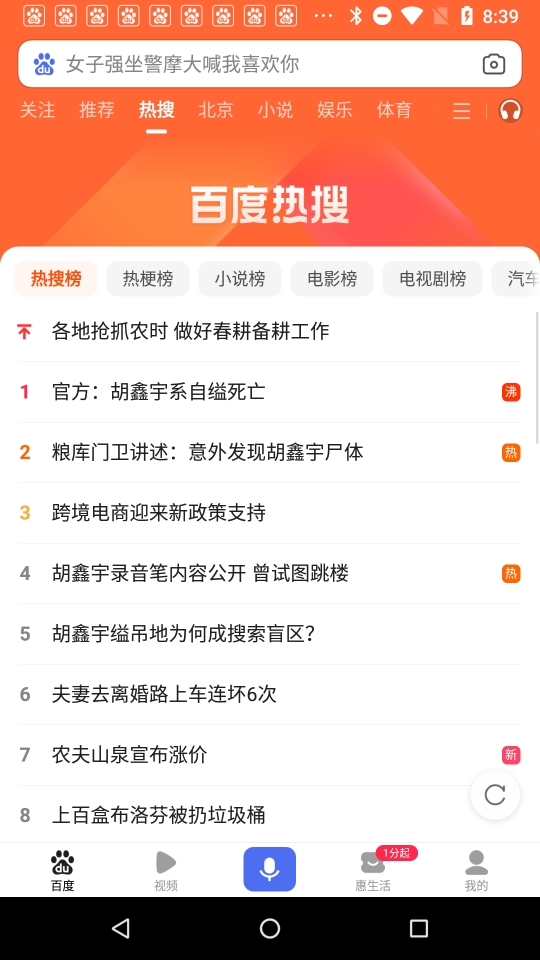 8:39
女子强坐警摩大喊我喜欢你
关注 推荐 热搜 北京 小说 娱乐 体育
百度热搜
热搜榜 热梗榜 小说榜 电影榜 电视剧榜 汽车
各地抢抓农时 做好春耕备耕工作
1 官方：胡鑫宇系自缢死亡 沸
2 粮库门卫讲述：意外发现胡鑫宇尸体 热
3 跨境电商迎来新政策支持
4 胡鑫宇录音笔内容公开 曾试图跳楼 热
5 胡鑫宇缢吊地为何成搜索盲区？
6 夫妻去离婚路上车连坏6次
7 农夫山泉宣布涨价 新
8 上百盒布洛芬被扔垃圾桶
1分起
百度 视频 惠生活 我的